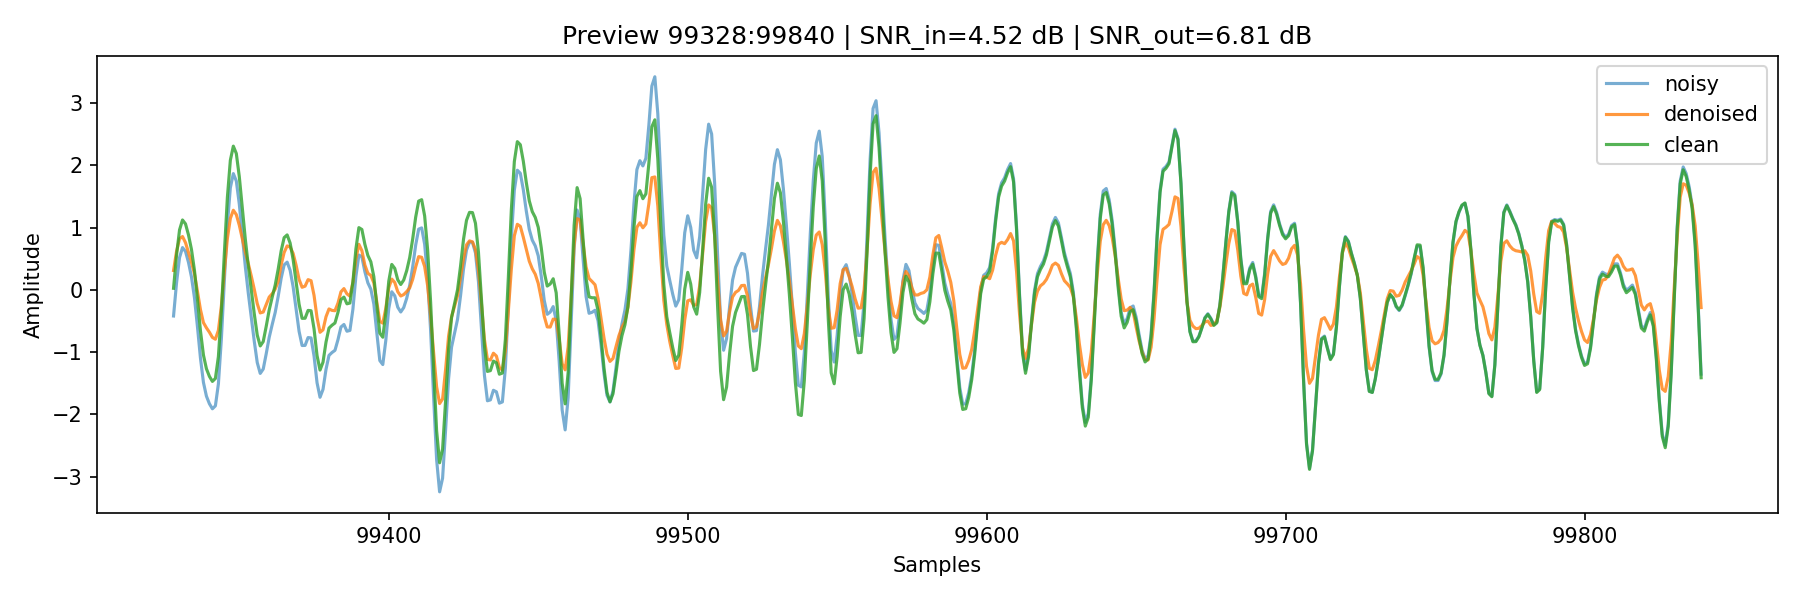 Preview 99328:99840 | SNR_in=4.52 dB | SNR_out=6.81 dB
noisy
denoised
clean
3
2
1
0
−1
−2
−3
Amplitude
99400 99500 99600 99700 99800
Samples